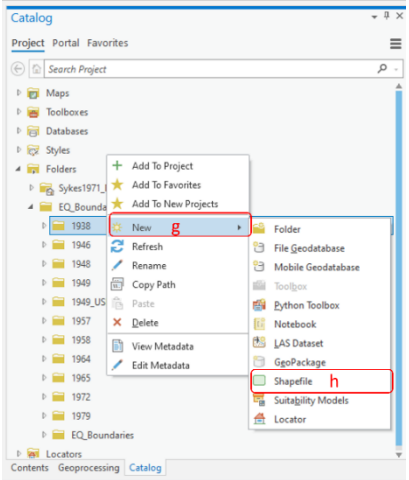 Catalog
Project Portal Favorites
Search Project
Maps
Toolboxes
Databases
Styles
Folders
Sykes1971_
EQ_Bounda
1938
1946
1948
1949
1949_US
1957
1958
1964
1965
1972
1979
EQ_Boundaries
Locators
Add To Project
Add To Favorites
Add To New Projects
New g
Refresh
Rename
Copy Path
Paste
Delete
View Metadata
Edit Metadata
Folder
File Geodatabase
Mobile Geodatabase
Toolbox
Python Toolbox
Notebook
LAS Dataset
GeoPackage
Shapefile h
Suitability Models
Locator
Contents Geoprocessing Catalog